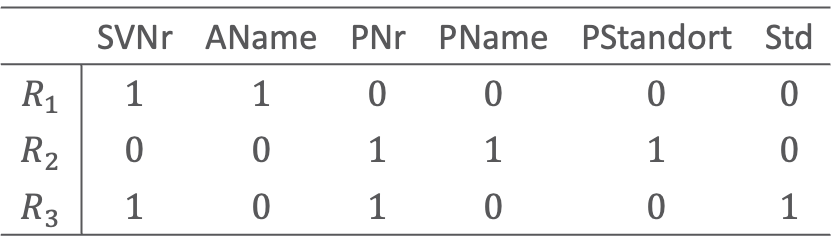 SVNr AName PNr PName PStandort Std
R₁ 1 1 0 0 0 0
R₂ 0 0 1 1 1 0
R₃ 1 0 1 0 0 1